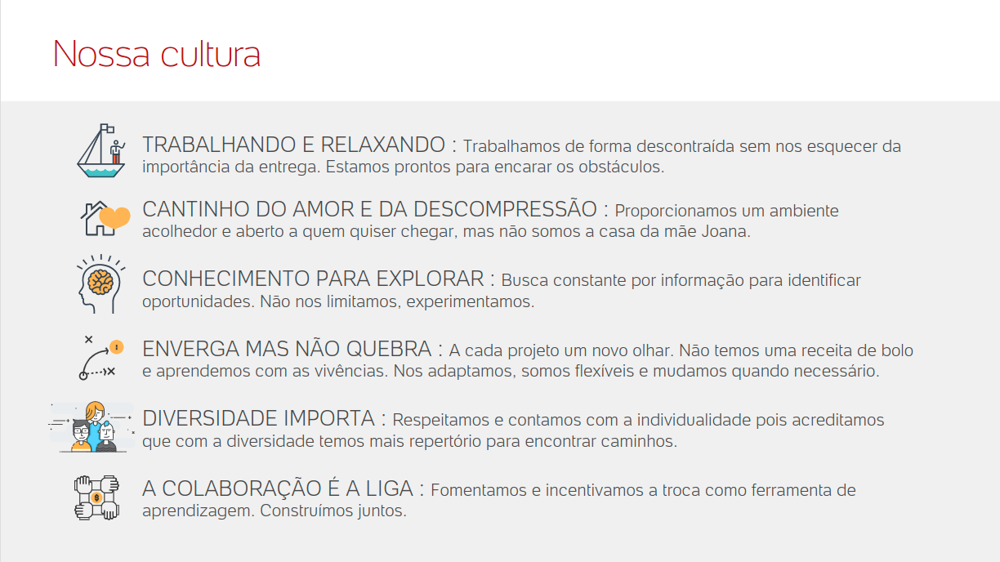 Nossa cultura
TRABALHANDO E RELAXANDO : Trabalhamos de forma descontraída sem nos esquecer da
importância da entrega. Estamos prontos para encarar os obstáculos.
CANTINHO DO AMOR E DA DESCOMPRESSÃO : Proporcionamos um ambiente
acolhedor e aberto a quem quiser chegar, mas não somos a casa da mãe Joana.
CONHECIMENTO PARA EXPLORAR : Busca constante por informação para identificar
oportunidades. Não nos limitamos, experimentamos.
ENVERGA MAS NÃO QUEBRA : A cada projeto um novo olhar. Não temos uma receita de bolo
e aprendemos com as vivências. Nos adaptamos, somos flexíveis e mudamos quando necessário.
DIVERSIDADE IMPORTA : Respeitamos e contamos com a individualidade pois acreditamos
que com a diversidade temos mais repertório para encontrar caminhos.
A COLABORAÇÃO É A LIGA : Fomentamos e incentivamos a troca como ferramenta de
aprendizagem. Construímos juntos.